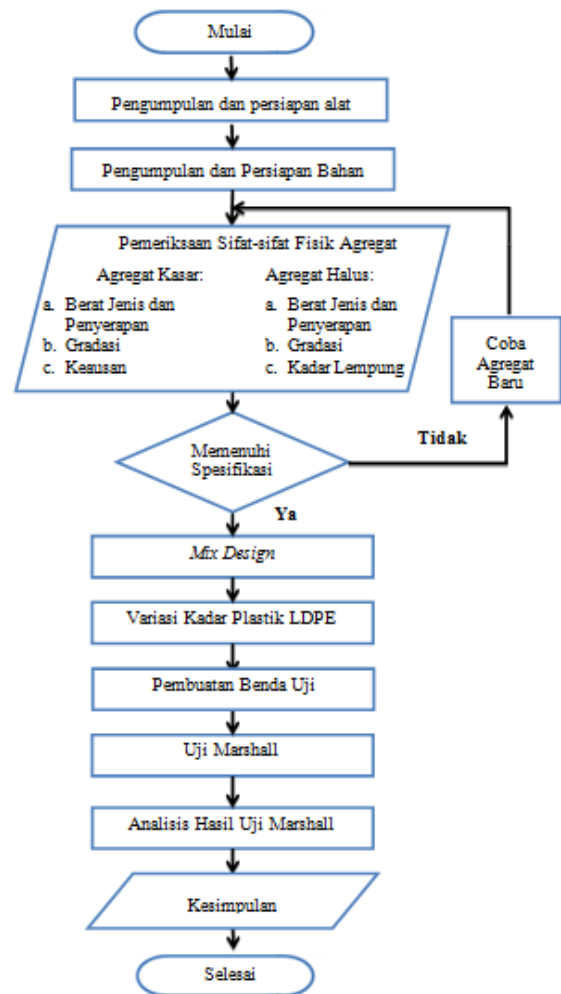 Mulai
Pengumpulan dan persiapan alat
Pengumpulan dan Persiapan Bahan
Pemeriksaan Sifat-sifat Fisik Agregat
Agregat Kasar:
a. Berat Jenis dan
Penyerapan
b. Gradasi
c. Keausan
Agregat Halus:
a. Berat Jenis dan
Penyerapan
b. Gradasi
c. Kadar Lempung
Coba
Agregat
Baru
Memenuhi
Spesifikasi
Tidak
Ya
Mix Design
Variasi Kadar Plastik LDPE
Pembuatan Benda Uji
Uji Marshall
Analisis Hasil Uji Marshall
Kesimpulan
Selesai